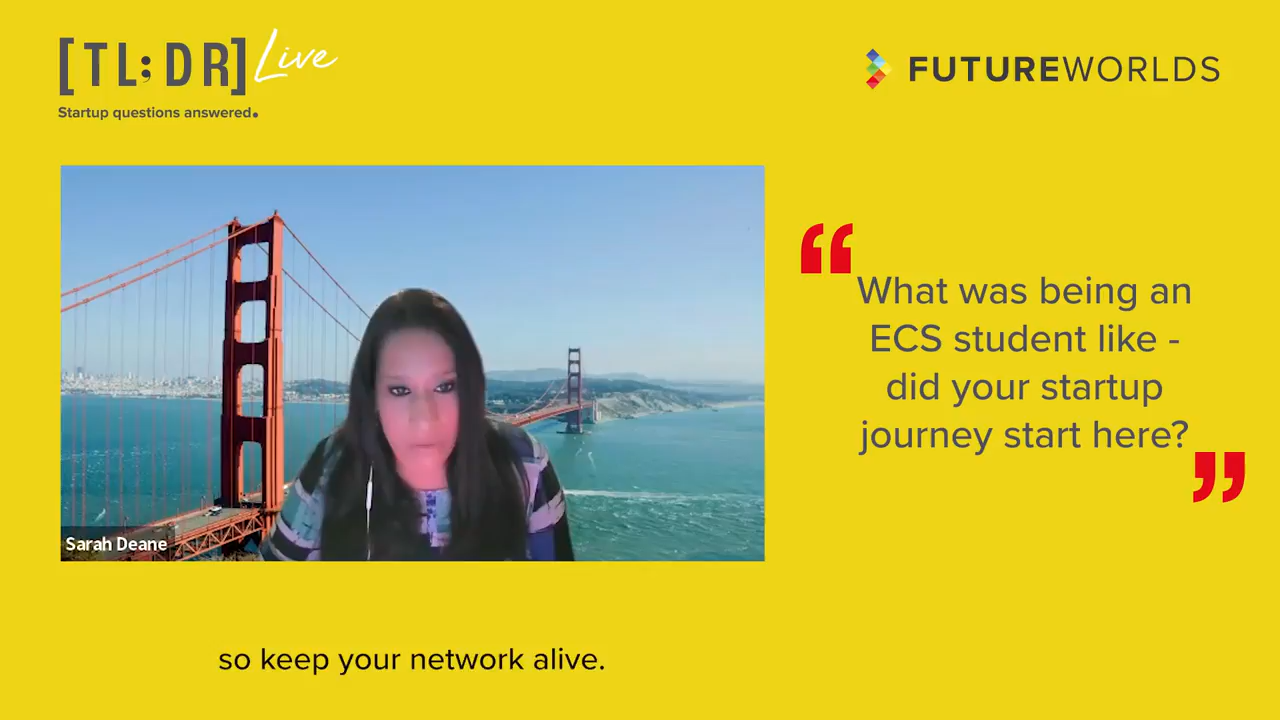 [TL;DR] Live
Startup questions answered.
FUTUREWORLDS
“
What was being an
ECS student like -
did your startup
journey start here?
”
Sarah Deane
so keep your network alive.